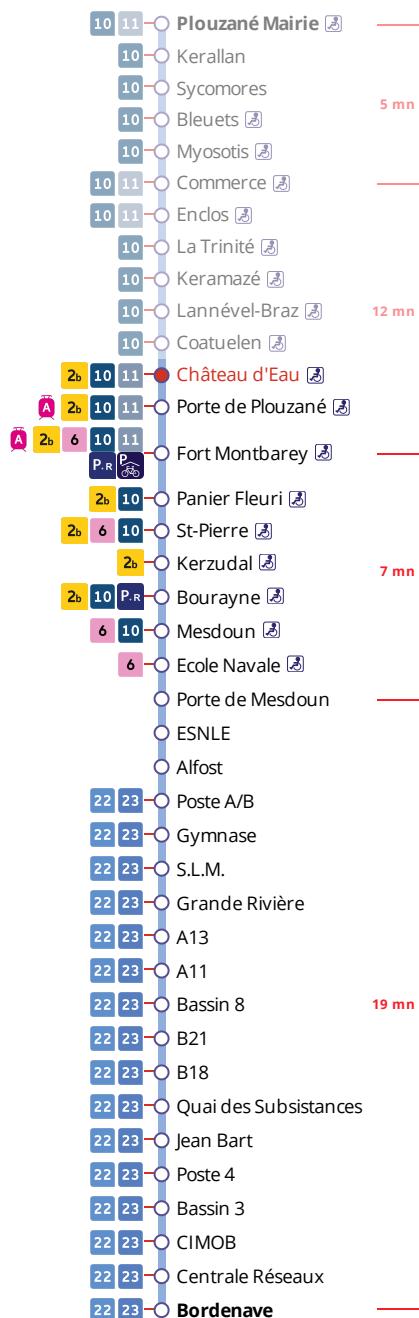 10 11 Plouzané Mairie
10 Kerallan
10 Sycomores
5 mn
10 Bleuets
10 Myosotis
10 11 Commerce
10 11 Enclos
10 La Trinité
10 Keramazé
10 Lannével-Braz 12 mn
10 Coatuelen
2b 10 11 Château d'Eau
A 2b 10 11 Porte de Plouzané
A 2b 6 10 11
P.R P Fort Montbarey
2b 10 Panier Fleuri
2b 6 10 St-Pierre
2b Kerzudal 7 mn
2b 10 P.R Bourayne
6 10 Mesdoun
6 Ecole Navale
Porte de Mesdoun
ESNLE
Alfost
22 23 Poste A/B
22 23 Gymnase
22 23 S.L.M.
22 23 Grande Rivière
22 23 A13
22 23 A11
22 23 Bassin 8 19 mn
22 23 B21
22 23 B18
22 23 Quai des Subsistances
22 23 Jean Bart
22 23 Poste 4
22 23 Bassin 3
22 23 CIMOB
22 23 Centrale Réseaux
22 23 Bordenave